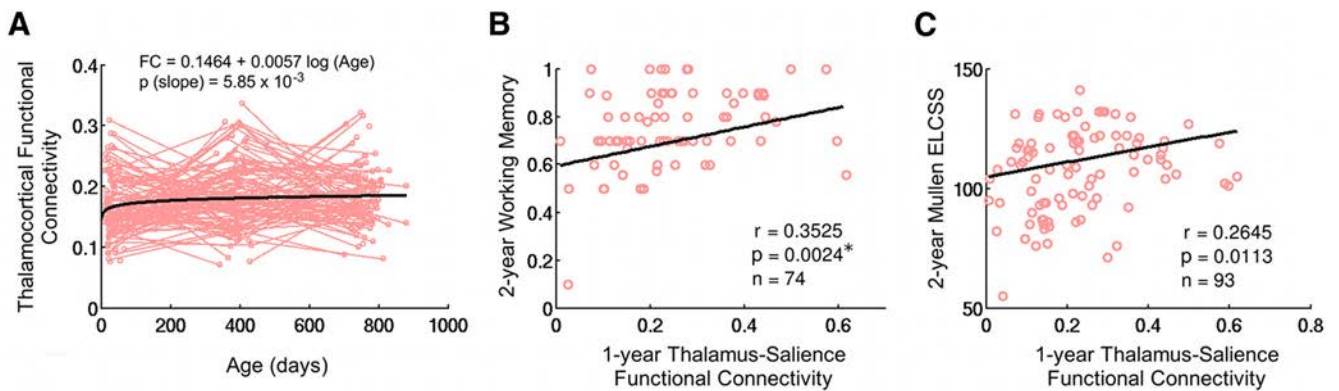 A
FC = 0.1464 + 0.0057 log (Age)
p (slope) = 5.85 x 10-3
Thalamocortical Functional
Connectivity
0.4
0.3
0.2
0.1
0
0 200 400 600 800 1000
Age (days)
B
2-year Working Memory
1
0.8
0.6
0.4
0.2
0
r = 0.3525
p = 0.0024*
n = 74
0 0.2 0.4 0.6
1-year Thalamus-Salience
Functional Connectivity
C
2-year Mullen ELCSS
150
100
50
r = 0.2645
p = 0.0113
n = 93
0 0.2 0.4 0.6 0.8
1-year Thalamus-Salience
Functional Connectivity